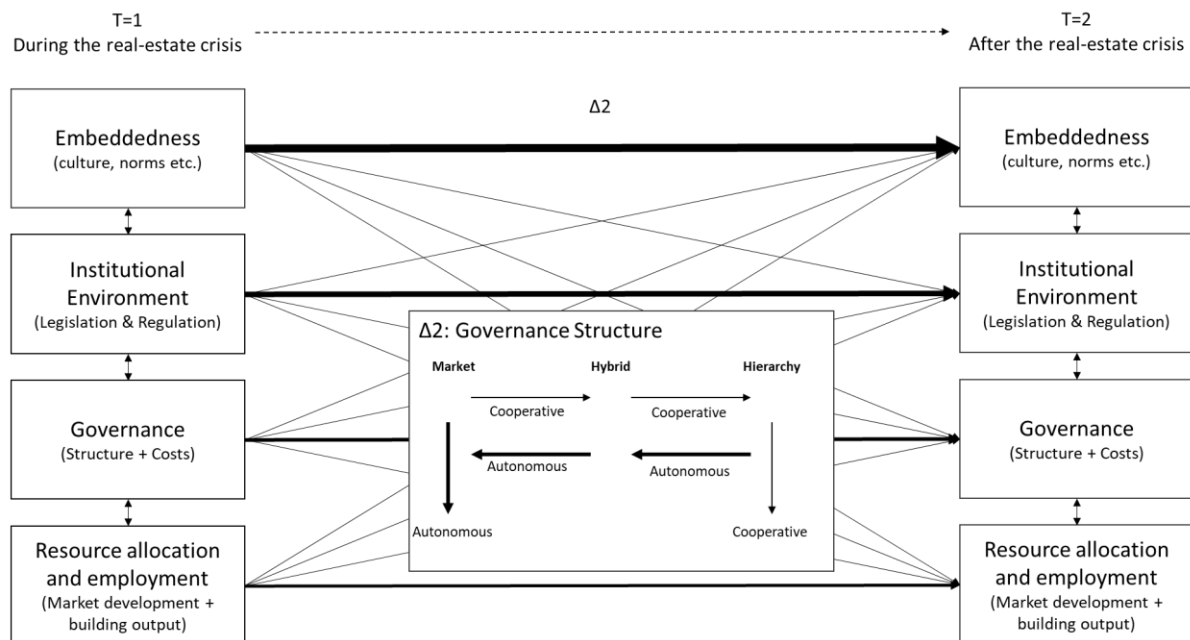 T=1
During the real-estate crisis
T=2
After the real-estate crisis
Δ2
Embeddedness
(culture, norms etc.)
Institutional
Environment
(Legislation & Regulation)
Governance
(Structure + Costs)
Resource allocation
and employment
(Market development +
building output)
Δ2: Governance Structure
Market
Hybrid
Hierarchy
Cooperative
Cooperative
Autonomous
Autonomous
Autonomous
Cooperative
Embeddedness
(culture, norms etc.)
Institutional
Environment
(Legislation & Regulation)
Governance
(Structure + Costs)
Resource allocation
and employment
(Market development +
building output)